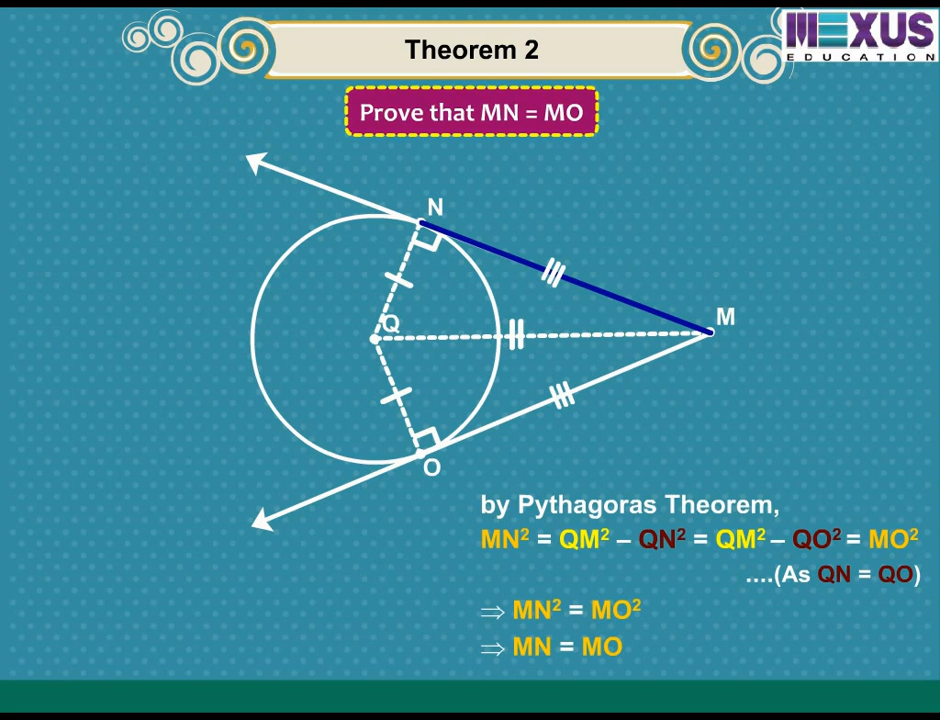 Theorem 2
MEXUS
EDUCATION
Prove that MN = MO
N
Q
M
O
by Pythagoras Theorem,
MN² = QM² – QN² = QM² – QO² = MO²
....(As QN = QO)
⇒ MN² = MO²
⇒ MN = MO